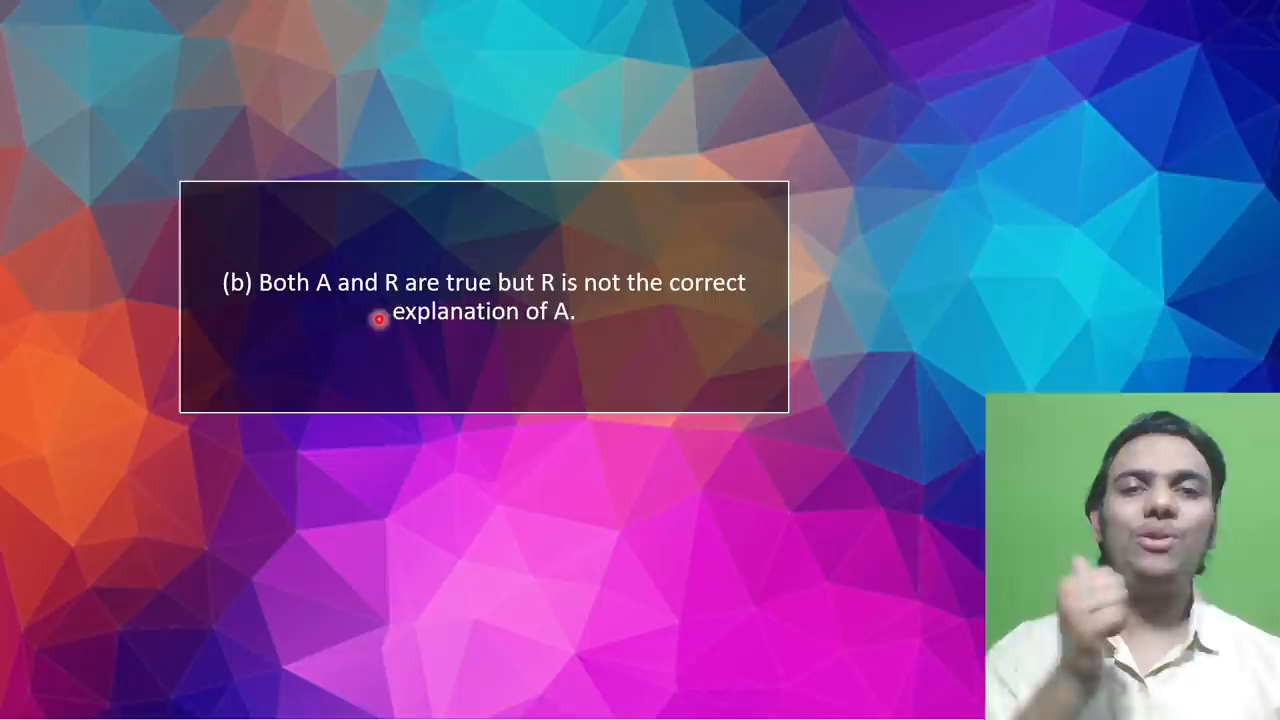 (b) Both A and R are true but R is not the correct
explanation of A.